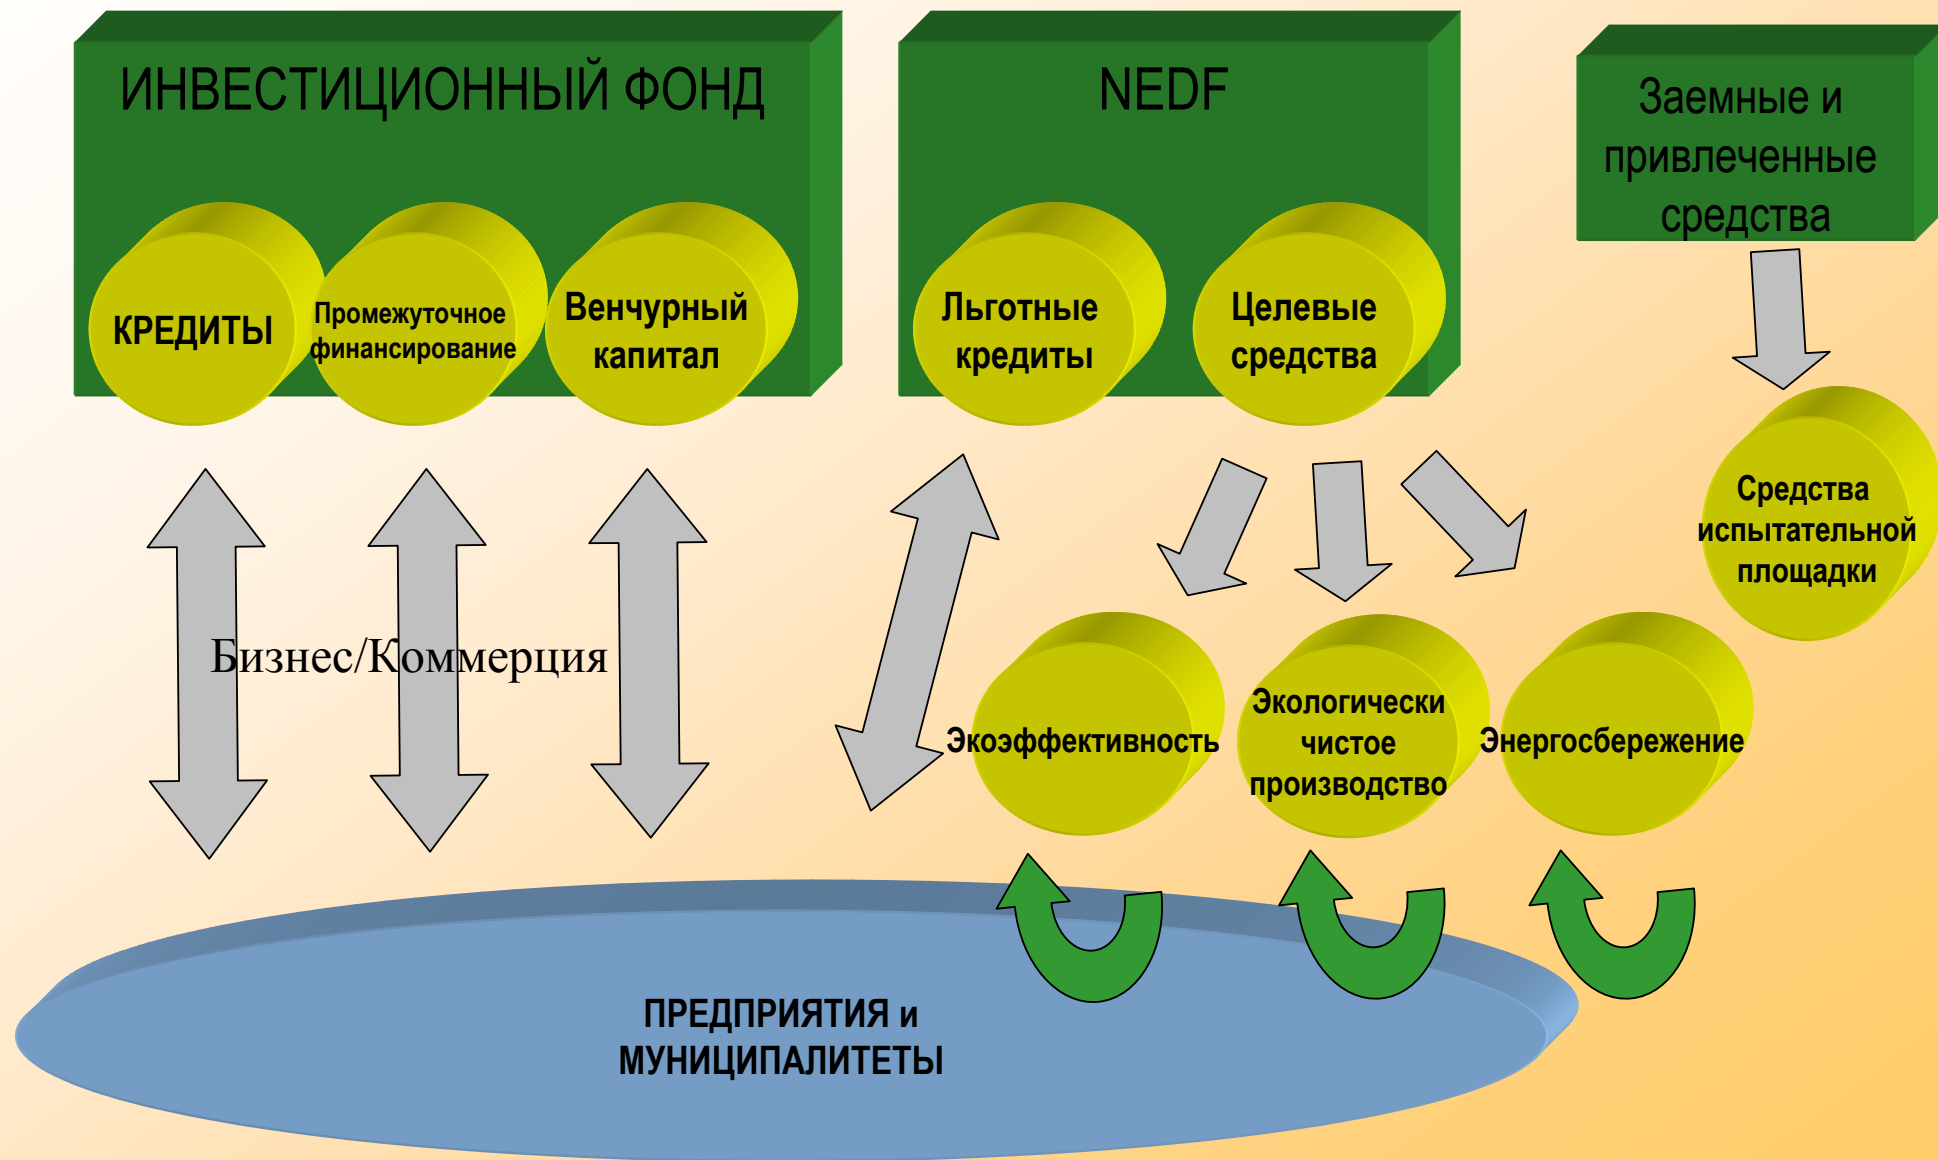 ИНВЕСТИЦИОННЫЙ ФОНД
КРЕДИТЫ
Промежуточное
финансирование
Венчурный
капитал
NEDF
Льготные
кредиты
Целевые
средства
Заемные и
привлеченные
средства
Средства
испытательной
площадки
Бизнес/Коммерция
Экоэффективность
Экологически
чистое
производство
Энергосбережение
ПРЕДПРИЯТИЯ и
МУНИЦИПАЛИТЕТЫ